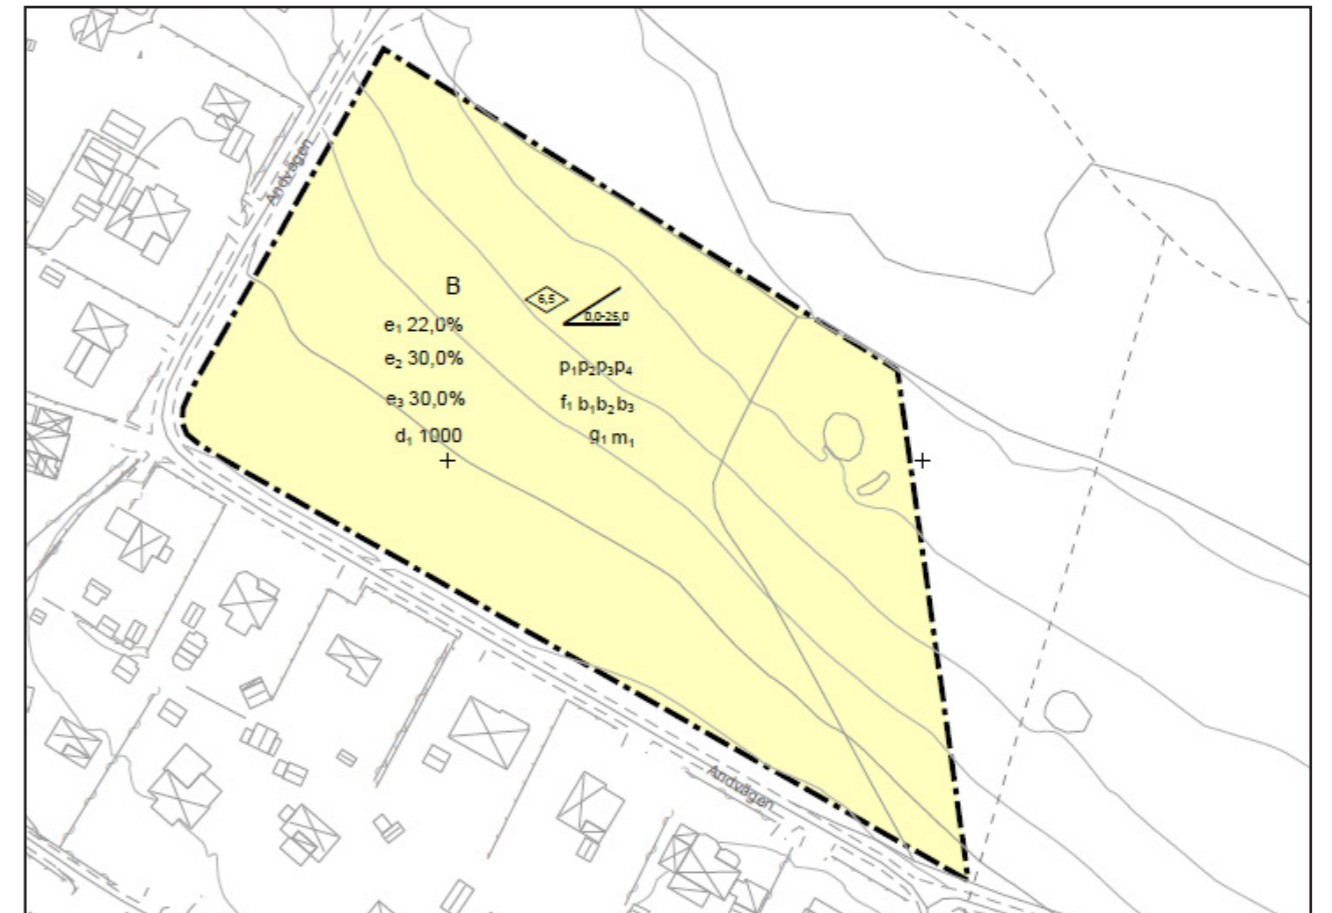 Andvägen
B
6,5
0,0-25,0
e₁ 22,0%
e₂ 30,0%
p₁p₂p₃p₄
e₃ 30,0%
f₁ b₁b₂b₃
d₁ 1000
g₁ m₁
Andvägen